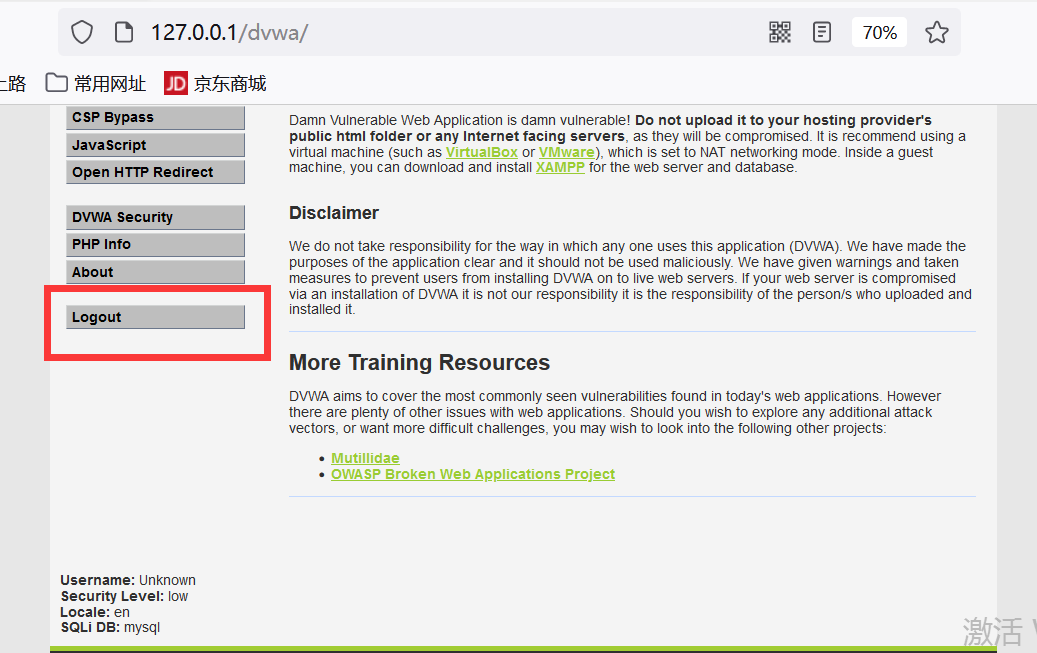 127.0.0.1/dvwa/
70%
上路
常用网址
JD
京东商城
CSP Bypass
JavaScript
Open HTTP Redirect
DVWA Security
PHP Info
About
Logout
Damn Vulnerable Web Application is damn vulnerable! Do not upload it to your hosting provider's
public html folder or any Internet facing servers, as they will be compromised. It is recommend using a
virtual machine (such as VirtualBox or VMware), which is set to NAT networking mode. Inside a guest
machine, you can download and install XAMPP for the web server and database.
Disclaimer
We do not take responsibility for the way in which any one uses this application (DVWA). We have made the
purposes of the application clear and it should not be used maliciously. We have given warnings and taken
measures to prevent users from installing DVWA on to live web servers. If your web server is compromised
via an installation of DVWA it is not our responsibility it is the responsibility of the person/s who uploaded and
installed it.
More Training Resources
DVWA aims to cover the most commonly seen vulnerabilities found in today's web applications. However
there are plenty of other issues with web applications. Should you wish to explore any additional attack
vectors, or want more difficult challenges, you may wish to look into the following other projects:
Mutillidae
OWASP Broken Web Applications Project
Username: Unknown
Security Level: low
Locale: en
SQLi DB: mysql
激活